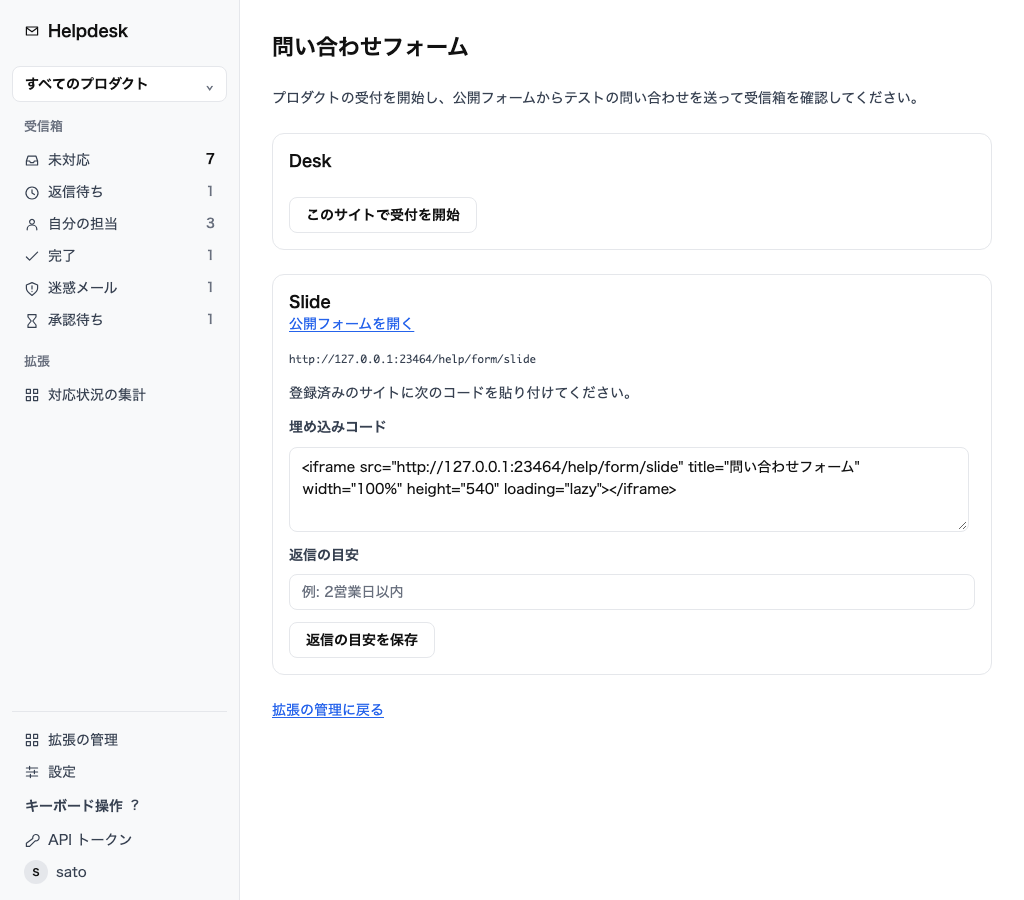 Helpdesk
すべてのプロダクト
受信箱
未対応 7
返信待ち 1
自分の担当 3
完了 1
迷惑メール 1
承認待ち 1
拡張
対応状況の集計
拡張の管理
設定
キーボード操作 ?
API トークン
S sato
問い合わせフォーム
プロダクトの受付を開始し、公開フォームからテストの問い合わせを送って受信箱を確認してください。
Desk
このサイトで受付を開始
Slide
公開フォームを開く
http://127.0.0.1:23464/help/form/slide
登録済みのサイトに次のコードを貼り付けてください。
埋め込みコード
<iframe src="http://127.0.0.1:23464/help/form/slide" title="問い合わせフォーム"
width="100%" height="540" loading="lazy"></iframe>
返信の目安
例: 2営業日以内
返信の目安を保存
拡張の管理に戻る